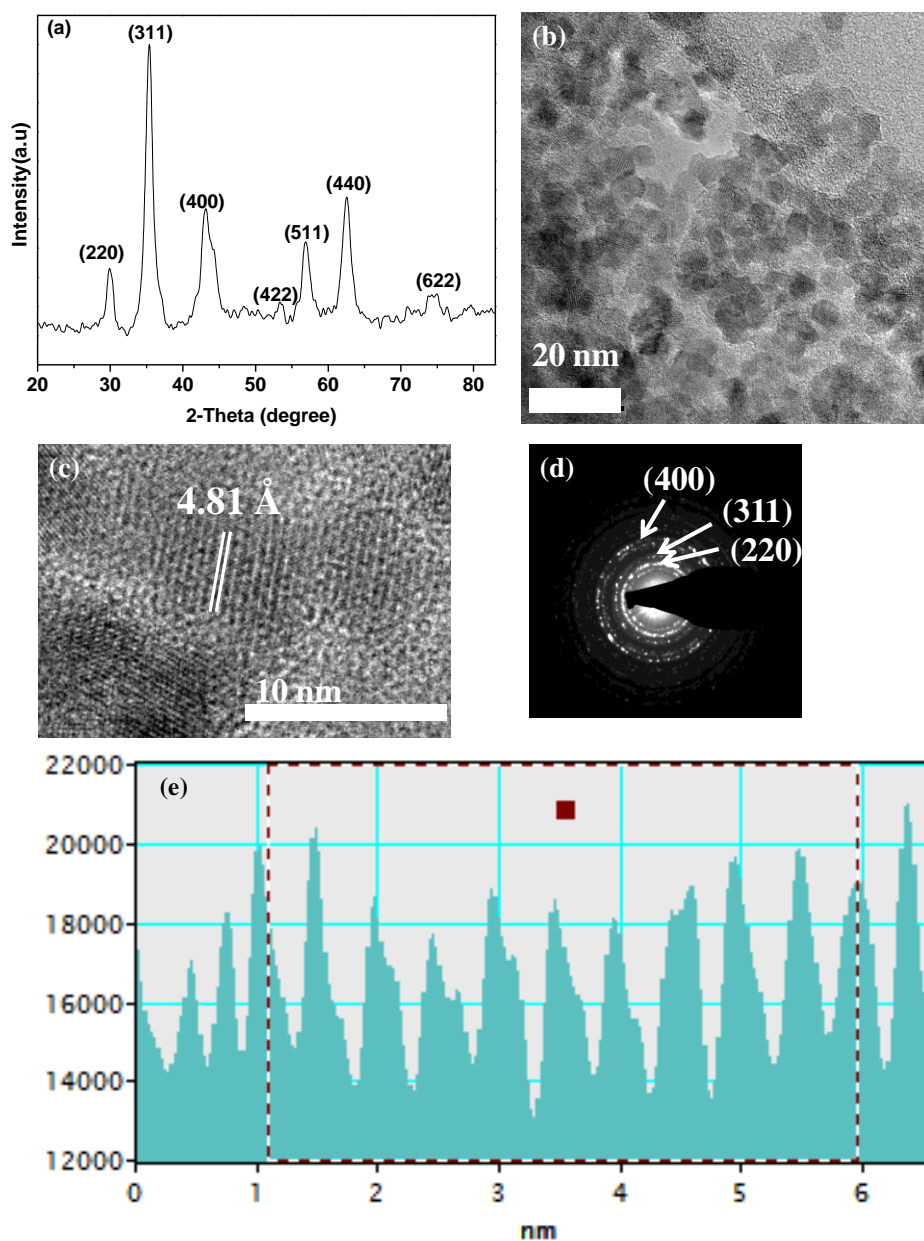 (a)
(311)
(400)
(440)
(511)
(220)
(422)
(622)
Intensity(a.u)
20 30 40 50 60 70 80
2-Theta (degree)
(b)
20 nm
(c)
4.81 Å
10 nm
(d)
(400)
(311)
(220)
(e)
22000
20000
18000
16000
14000
12000
0 1 2 3 4 5 6
nm